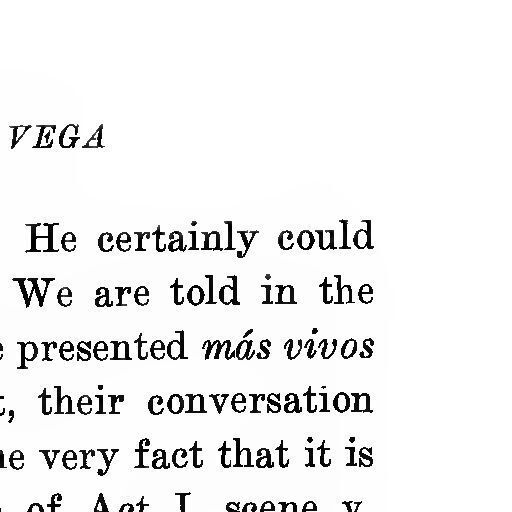 VEGA
He certainly could
We are told in the
presented más vivos
their conversation
very fact that it is
of Act I, scene v.